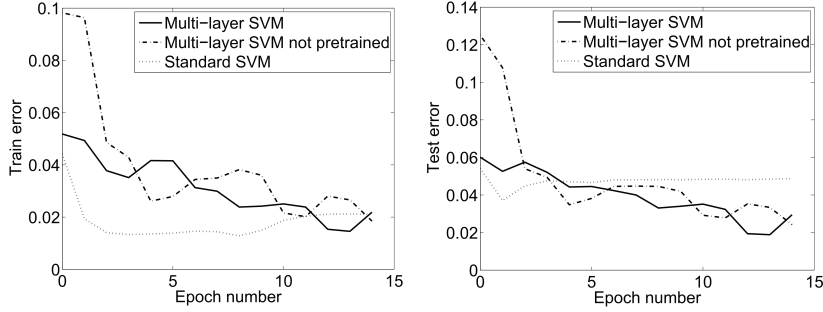 0.1
0.08
0.06
0.04
0.02
0
Train error
0
5
10
15
Epoch number
Multi-layer SVM
Multi-layer SVM not pretrained
Standard SVM
0.14
0.12
0.1
0.08
0.06
0.04
0.02
0
Test error
0
5
10
15
Epoch number
Multi-layer SVM
Multi-layer SVM not pretrained
Standard SVM